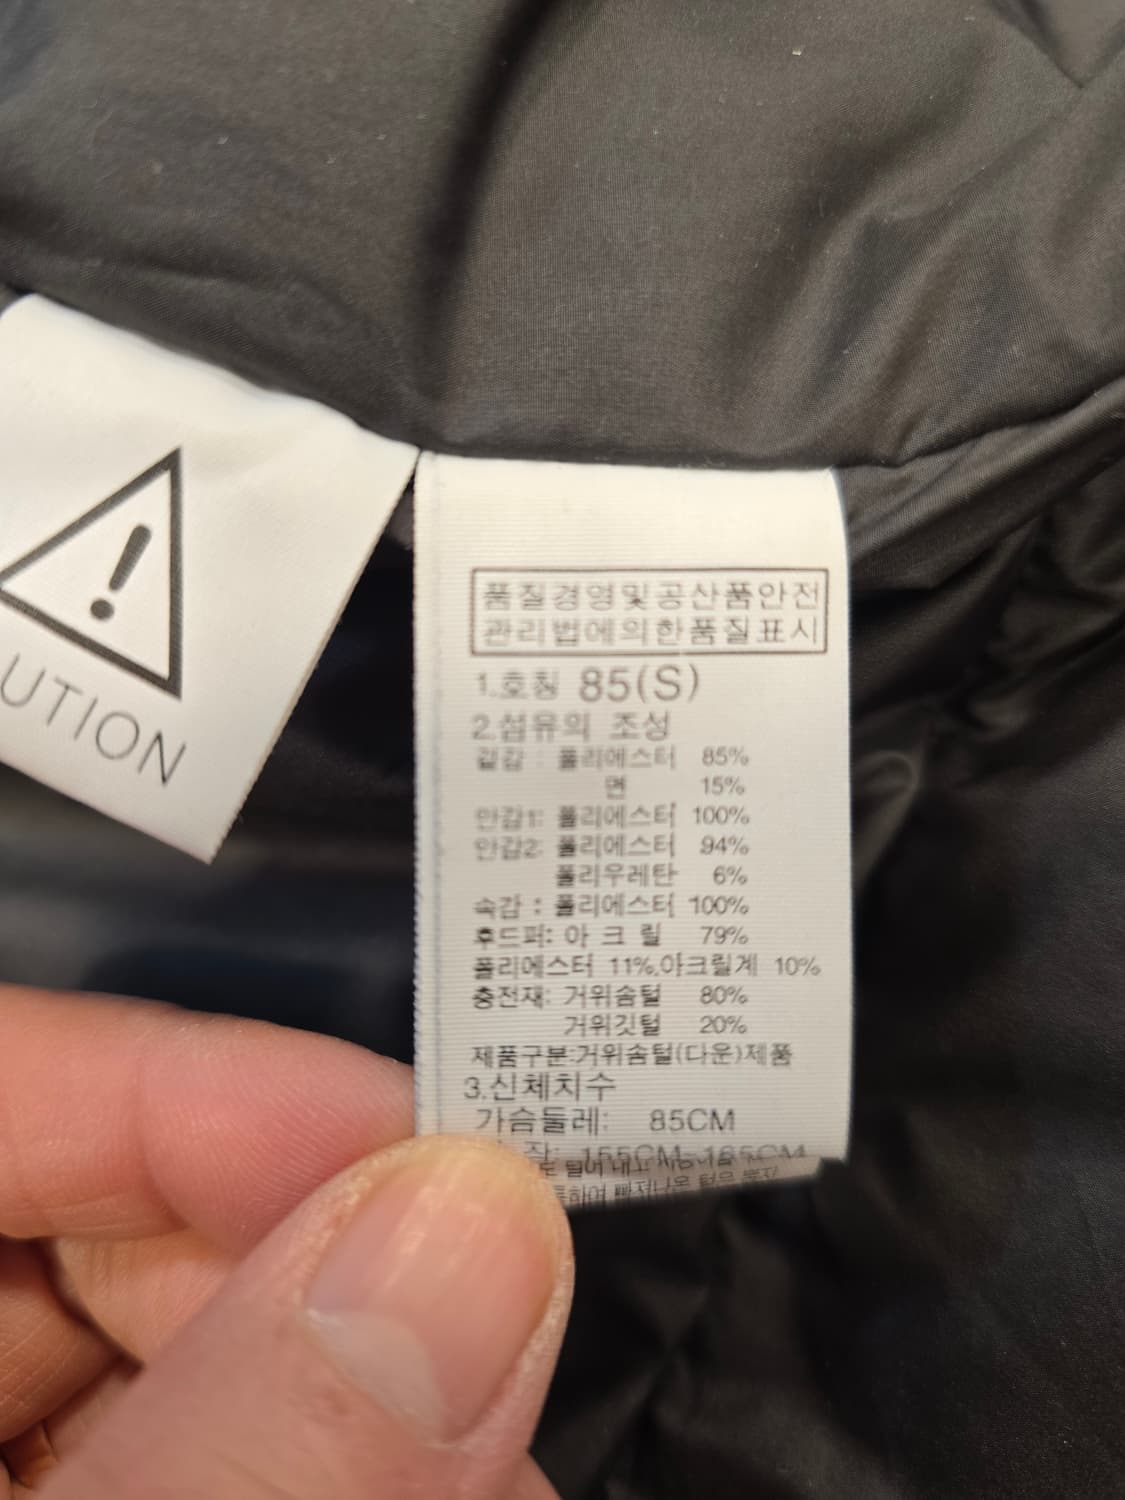 !
UTION
품질경영및공산품안전
관리법에의한품질표시
1.호칭 85(S)
2.섬유의 조성
겉감 : 폴리에스터 85%
면 15%
안감1: 폴리에스터 100%
안감2: 폴리에스터 94%
폴리우레탄 6%
속감 : 폴리에스터 100%
후드퍼: 아 크 릴 79%
폴리에스터 11%,아크릴계 10%
충전재: 거위솜털 80%
거위깃털 20%
제품구분:거위솜털(다운)제품
3.신체치수
가슴둘레: 85CM
장: 155CM~165CM